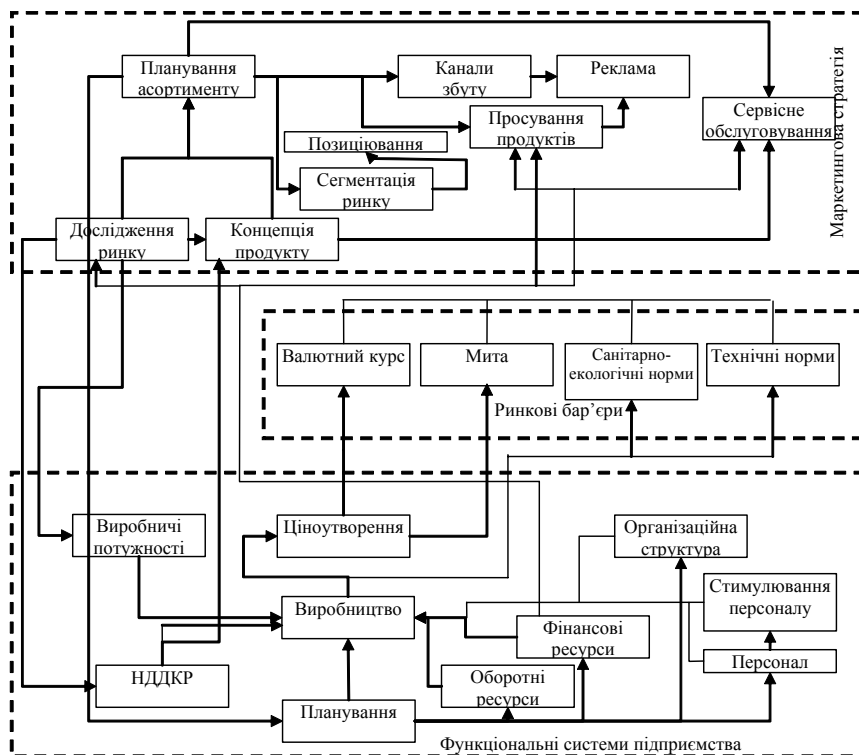 Планування
асортименту
Канали
збуту
Реклама
Просування
продуктів
Сервісне
обслуговування
Позиціювання
Сегментація
ринку
Дослідження
ринку
Концепція
продукту
Маркетингова стратегія
Валютний курс
Мита
Санітарно-
екологічні норми
Технічні норми
Ринкові бар’єри
Виробничі
потужності
Ціноутворення
Організаційна
структура
Виробництво
Стимулювання
персоналу
Фінансові
ресурси
Персонал
НДДКР
Оборотні
ресурси
Планування
Функціональні системи підприємства